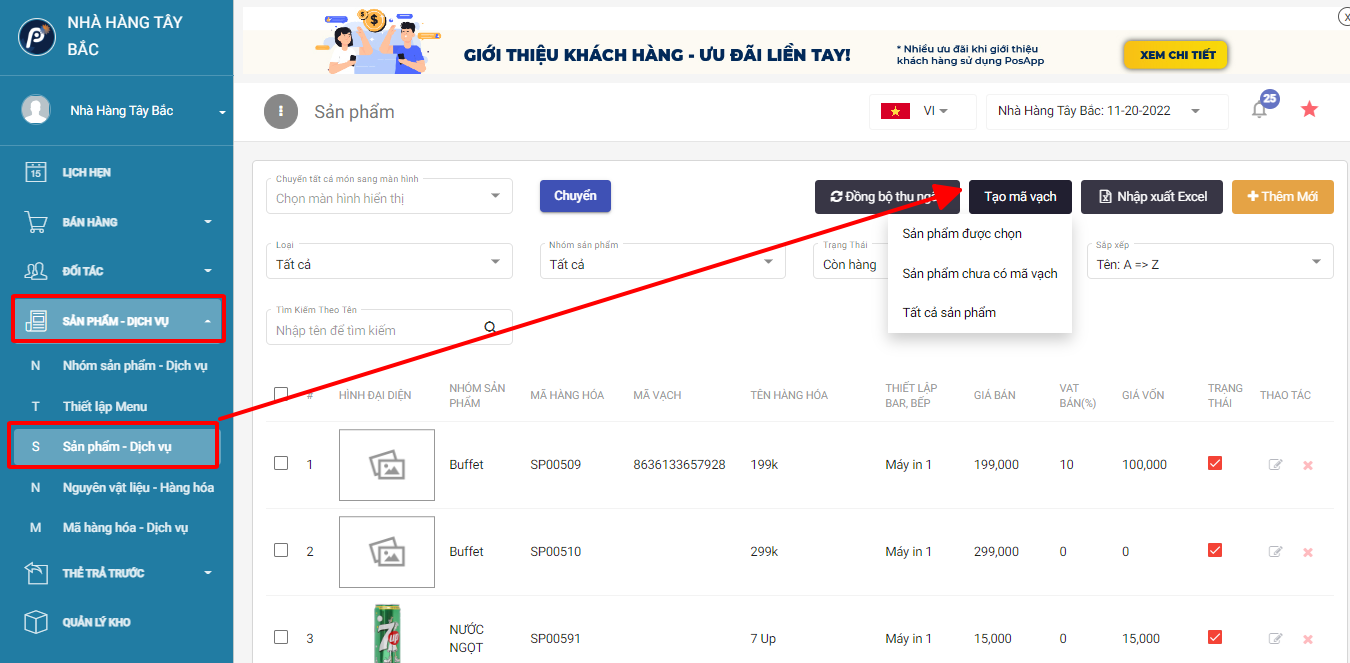 NHÀ HÀNG TÂY
BẮC
Nhà Hàng Tây Bắc
15
LỊCH HẸN
BÁN HÀNG
ĐỐI TÁC
SẢN PHẨM - DỊCH VỤ
N Nhóm sản phẩm - Dịch vụ
T Thiết lập Menu
S Sản phẩm - Dịch vụ
N Nguyên vật liệu - Hàng hóa
M Mã hàng hóa - Dịch vụ
THẺ TRẢ TRƯỚC
QUẢN LÝ KHO
GIỚI THIỆU KHÁCH HÀNG - ƯU ĐÃI LIỀN TAY!
* Nhiều ưu đãi khi giới thiệu
khách hàng sử dụng PosApp
XEM CHI TIẾT
X
Sản phẩm
VI
Nhà Hàng Tây Bắc: 11-20-2022
25
Chuyển tất cả món sang màn hình
Chọn màn hình hiển thị
Chuyển
Đồng bộ thu
Tạo mã vạch
Nhập xuất Excel
+ Thêm Mới
Sản phẩm được chọn
Sản phẩm chưa có mã vạch
Tất cả sản phẩm
Loại
Tất cả
Nhóm sản phẩm
Tất cả
Trạng Thái
Còn hàng
Sắp xếp
Tên: A => Z
Tìm Kiếm Theo Tên
Nhập tên để tìm kiếm
# HÌNH ĐẠI DIỆN NHÓM SẢN PHẨM MÃ HÀNG HÓA MÃ VẠCH TÊN HÀNG HÓA THIẾT LẬP BAR, BẾP GIÁ BÁN VAT BÁN(%) GIÁ VỐN TRẠNG THÁI THAO TÁC
1 Buffet SP00509 8636133657928 199k Máy in 1 199,000 10 100,000
2 Buffet SP00510 299k Máy in 1 299,000 0 0
3 NƯỚC NGỌT SP00591 7 Up Máy in 1 15,000 0 15,000
7up